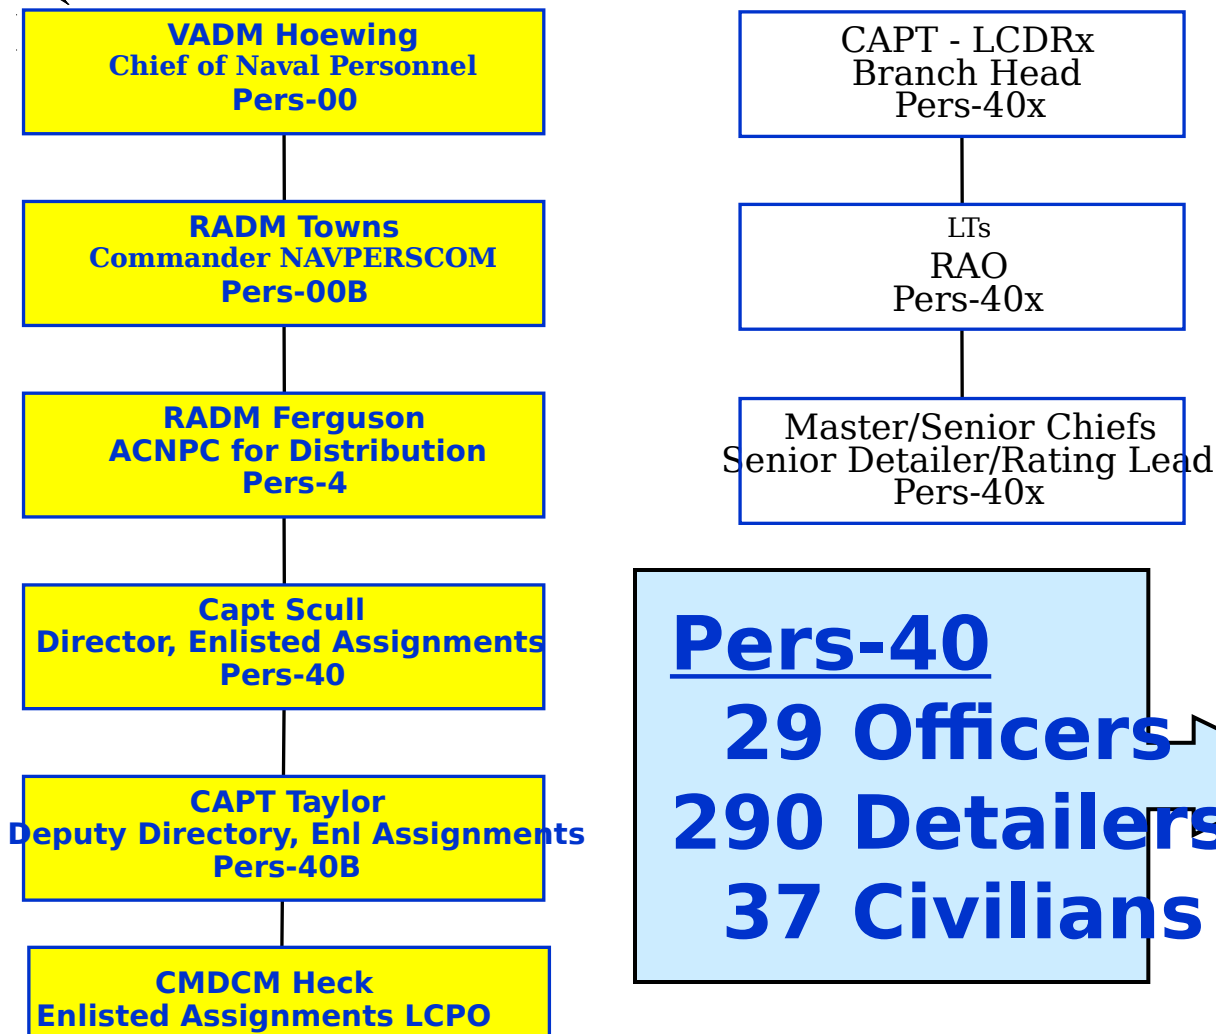 VADM Hoewing
Chief of Naval Personnel
Pers-00
RADM Towns
Commander NAVPERSCOM
Pers-00B
RADM Ferguson
ACNPC for Distribution
Pers-4
Capt Scull
Director, Enlisted Assignments
Pers-40
CAPT Taylor
Deputy Directory, Enl Assignments
Pers-40B
CMDCM Heck
Enlisted Assignments LCPO
CAPT - LCDRx
Branch Head
Pers-40x
LTs
RAO
Pers-40x
Master/Senior Chiefs
Senior Detailer/Rating Lead
Pers-40x
Pers-40
29 Officers
290 Detailers
37 Civilians